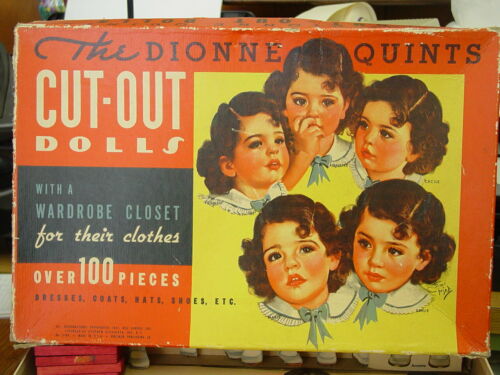 The DIONNE QUINTS
CUT-OUT
DOLLS
WITH A
WARDROBE CLOSET
for their clothes
OVER 100 PIECES
DRESSES, COATS, HATS, SHOES, ETC.